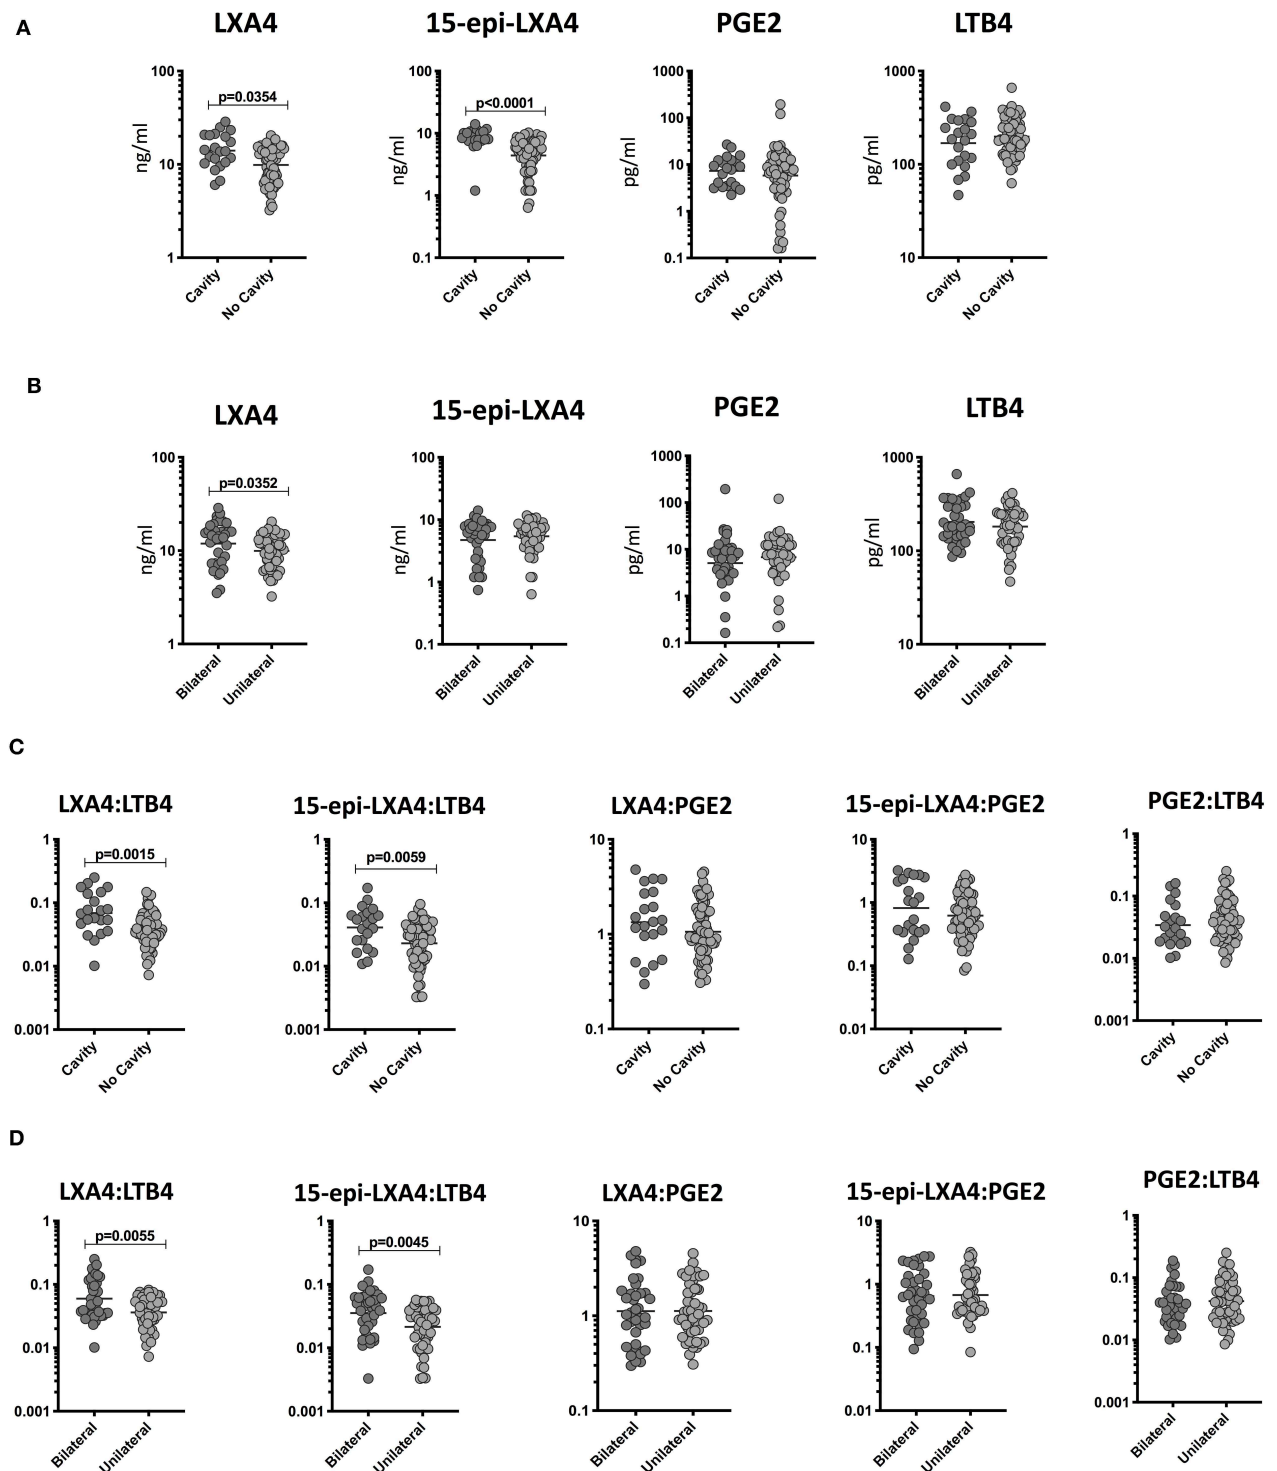 A
LXA4 15-epi-LXA4 PGE2 LTB4
100 100 1000 1000
p=0.0354 p<0.0001
ng/ml ng/ml pg/ml pg/ml
10 10 100 100
1 1 10 10
0.1 1 0.1
Cavity No Cavity Cavity No Cavity Cavity No Cavity Cavity No Cavity
B
LXA4 15-epi-LXA4 PGE2 LTB4
100 100 1000 1000
p=0.0352
ng/ml ng/ml pg/ml pg/ml
10 10 100 100
1 1 10 10
0.1 1 0.1
Bilateral Unilateral Bilateral Unilateral Bilateral Unilateral Bilateral Unilateral
C
LXA4:LTB4 15-epi-LXA4:LTB4 LXA4:PGE2 15-epi-LXA4:PGE2 PGE2:LTB4
1 1 10 10 1
p=0.0015 p=0.0059
0.1 0.1 1 1 0.1
0.01 0.01 0.1 0.1 0.01
0.001 0.001 0.01 0.001
Cavity No Cavity Cavity No Cavity Cavity No Cavity Cavity No Cavity Cavity No Cavity
D
LXA4:LTB4 15-epi-LXA4:LTB4 LXA4:PGE2 15-epi-LXA4:PGE2 PGE2:LTB4
1 1 10 10 1
p=0.0055 p=0.0045
0.1 0.1 1 1 0.1
0.01 0.01 0.1 0.1 0.01
0.001 0.001 0.01 0.001
Bilateral Unilateral Bilateral Unilateral Bilateral Unilateral Bilateral Unilateral Bilateral Unilateral